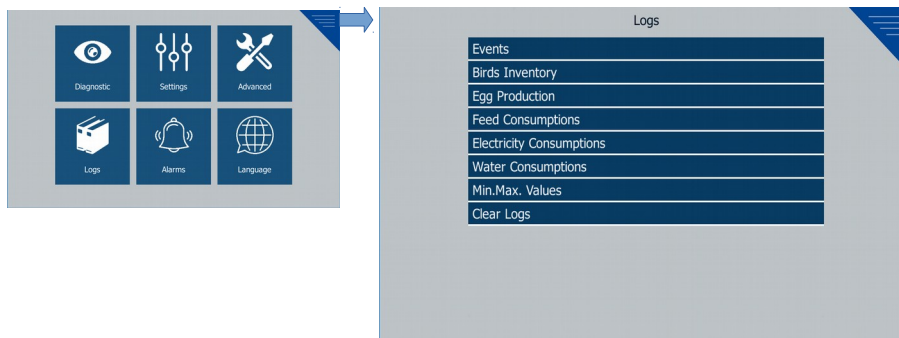 Diagnostic Settings Advanced
Logs Alarms Language
Logs
Events
Birds Inventory
Egg Production
Feed Consumptions
Electricity Consumptions
Water Consumptions
Min.Max. Values
Clear Logs